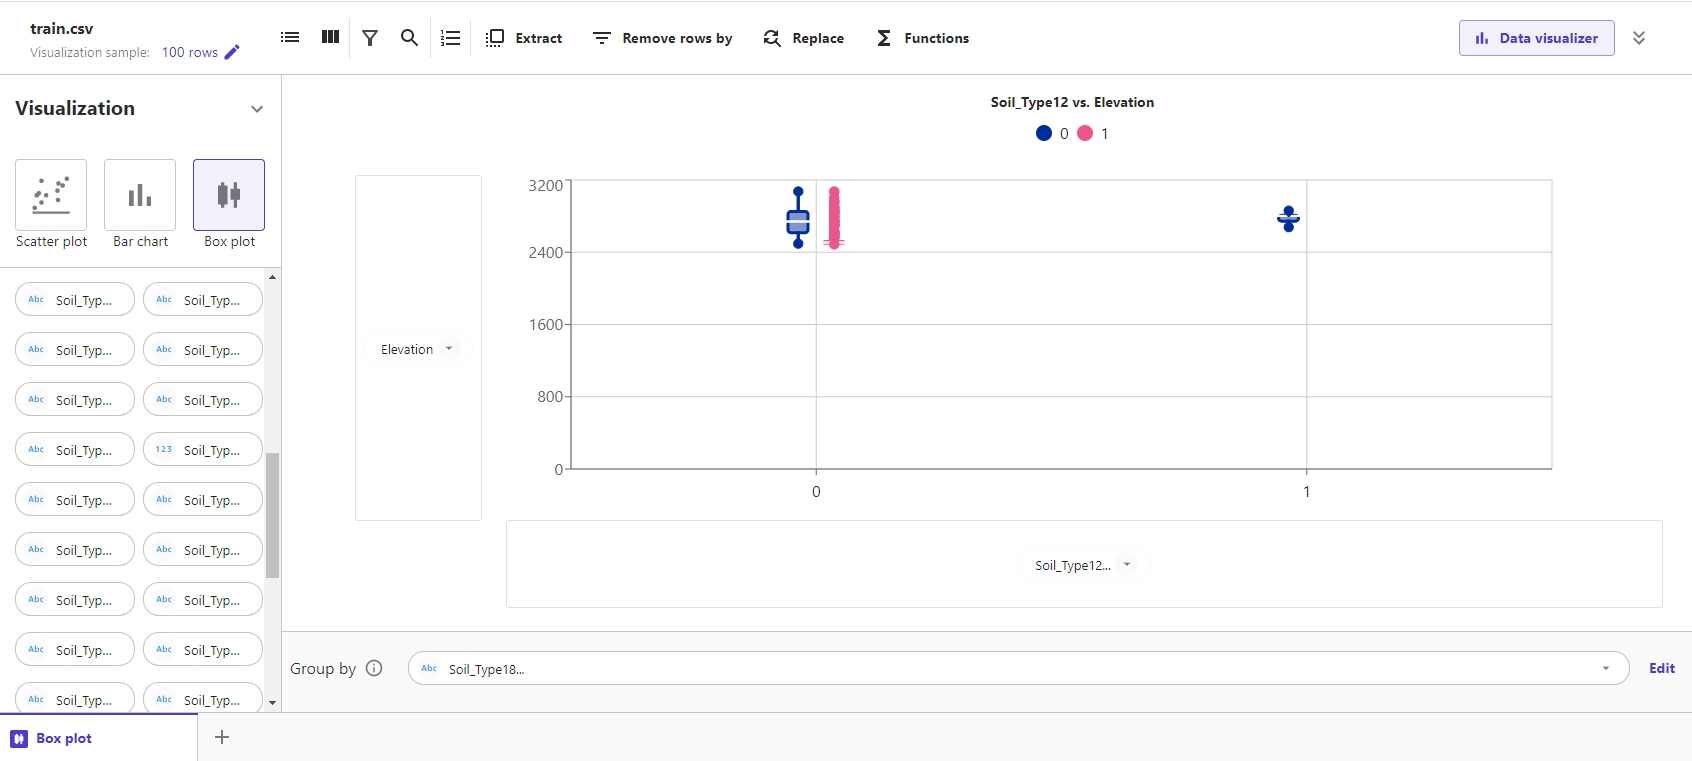 train.csv
Visualization sample: 100 rows
Extract
Remove rows by
Replace
Functions
Data visualizer
Visualization
Scatter plot
Bar chart
Box plot
Abc Soil_Typ...
Abc Soil_Typ...
Abc Soil_Typ...
Abc Soil_Typ...
Abc Soil_Typ...
Abc Soil_Typ...
Abc Soil_Typ...
123 Soil_Typ...
Abc Soil_Typ...
Abc Soil_Typ...
Abc Soil_Typ...
Abc Soil_Typ...
Abc Soil_Typ...
Abc Soil_Typ...
Abc Soil_Typ...
Abc Soil_Typ...
Abc Soil_Typ...
Abc Soil_Typ...
Soil_Type12 vs. Elevation
0 1
Elevation
3200
2400
1600
800
0
0 1
Soil_Type12...
Group by
Abc Soil_Type18...
Edit
Box plot